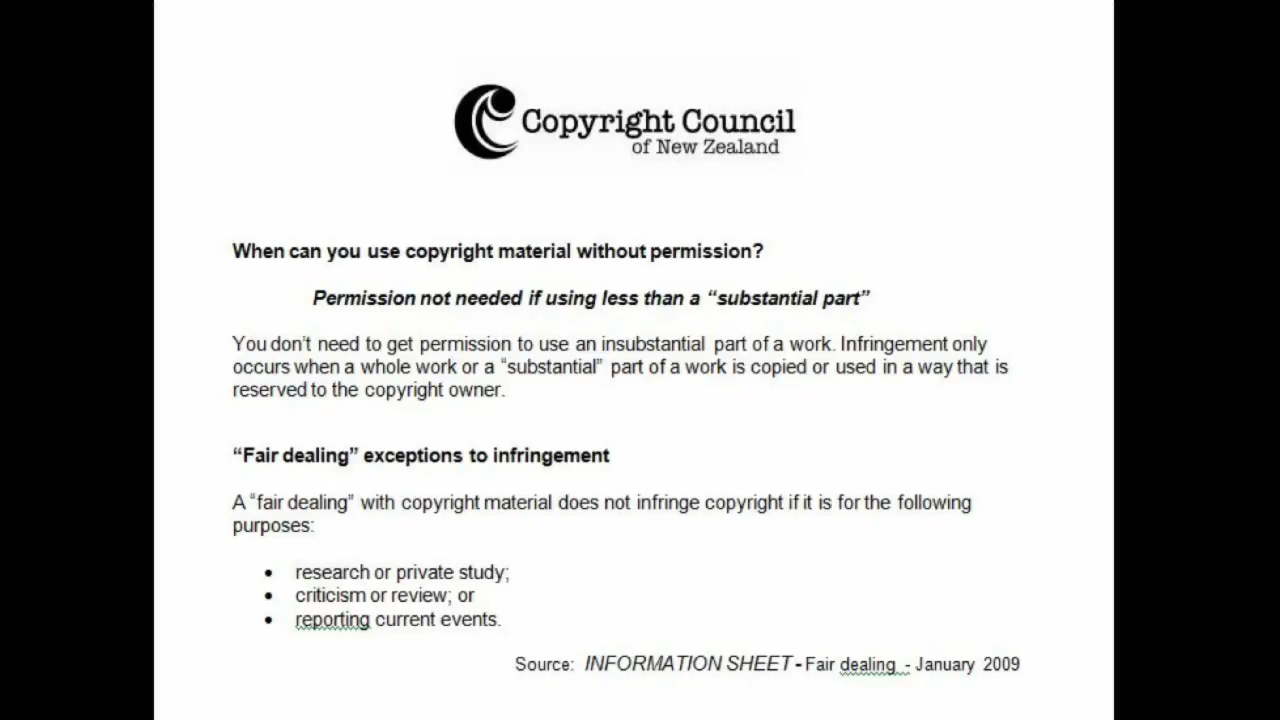 Copyright Council
of New Zealand
When can you use copyright material without permission?
Permission not needed if using less than a “substantial part”
You don’t need to get permission to use an insubstantial part of a work. Infringement only
occurs when a whole work or a “substantial” part of a work is copied or used in a way that is
reserved to the copyright owner.
“Fair dealing” exceptions to infringement
A “fair dealing” with copyright material does not infringe copyright if it is for the following
purposes:
• research or private study;
• criticism or review; or
• reporting current events.
Source: INFORMATION SHEET - Fair dealing - January 2009